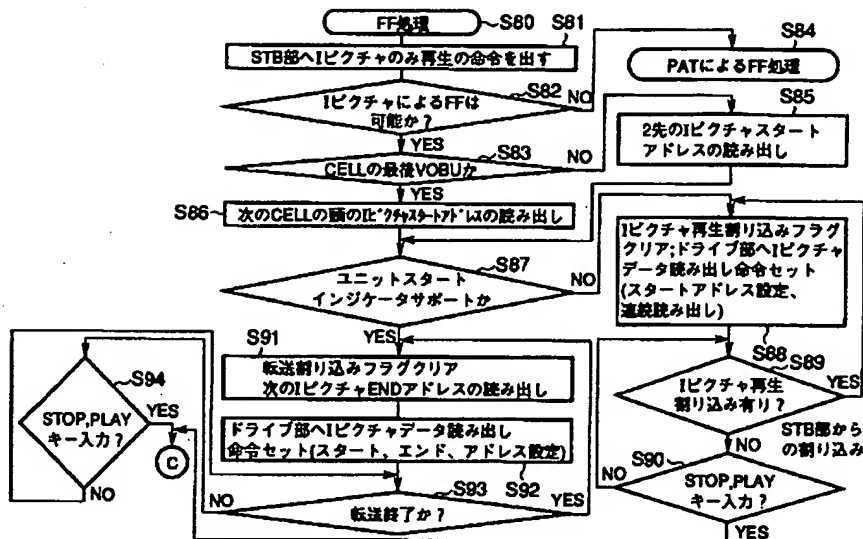 FF処理
S80
S81
STB部へIピクチャのみ再生の命令を出す
S84
PATによるFF処理
IピクチャによるFFは
可能か?
S82
NO
YES
S85
2先のIピクチャスタート
アドレスの読み出し
CELLの最後VOBUか
S83
NO
YES
S86
次のCELLの頭のIピクチャスタートアドレスの読み出し
ユニットスタート
インジケータサポートか
S87
NO
YES
Iピクチャ再生割り込みフラグ
クリア;ドライブ部へIピクチャ
データ読み出し命令セット
(スタートアドレス設定、
連続読み出し)
S88
S89
Iピクチャ再生
割り込み有り?
YES
NO
STB部から
の割り込み
S90
STOP,PLAY
キー入力?
NO
YES
S91
転送割り込みフラグクリア
次のIピクチャENDアドレスの読み出し
ドライブ部へIピクチャデータ読み出し
命令セット(スタート、エンド、アドレス設定)
S92
S93
転送終了か?
NO
YES
S94
STOP,PLAY
キー入力?
YES
NO
C